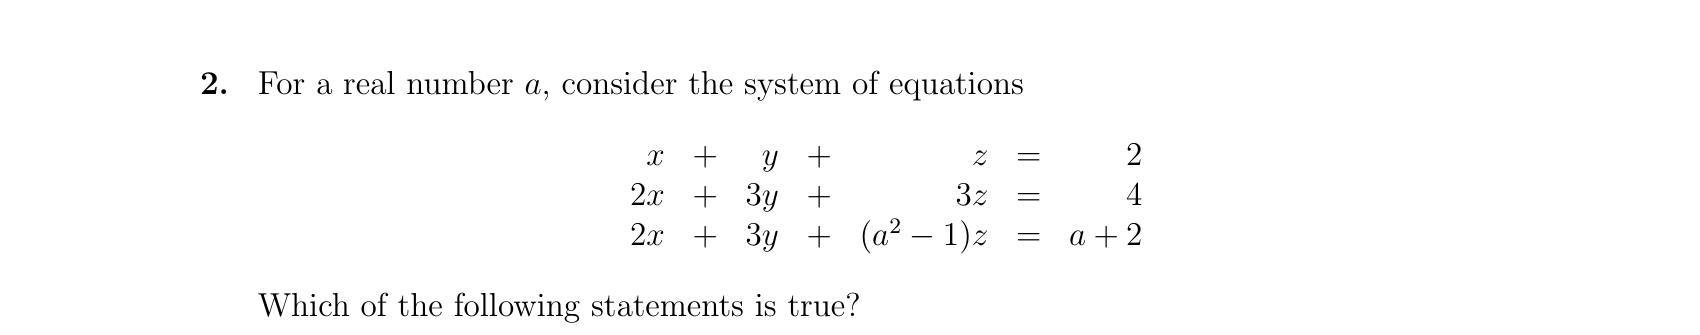 2. For a real number a, consider the system of equations
x + y + z = 2
2x + 3y + 3z = 4
2x + 3y + (a² − 1)z = a + 2
Which of the following statements is true?